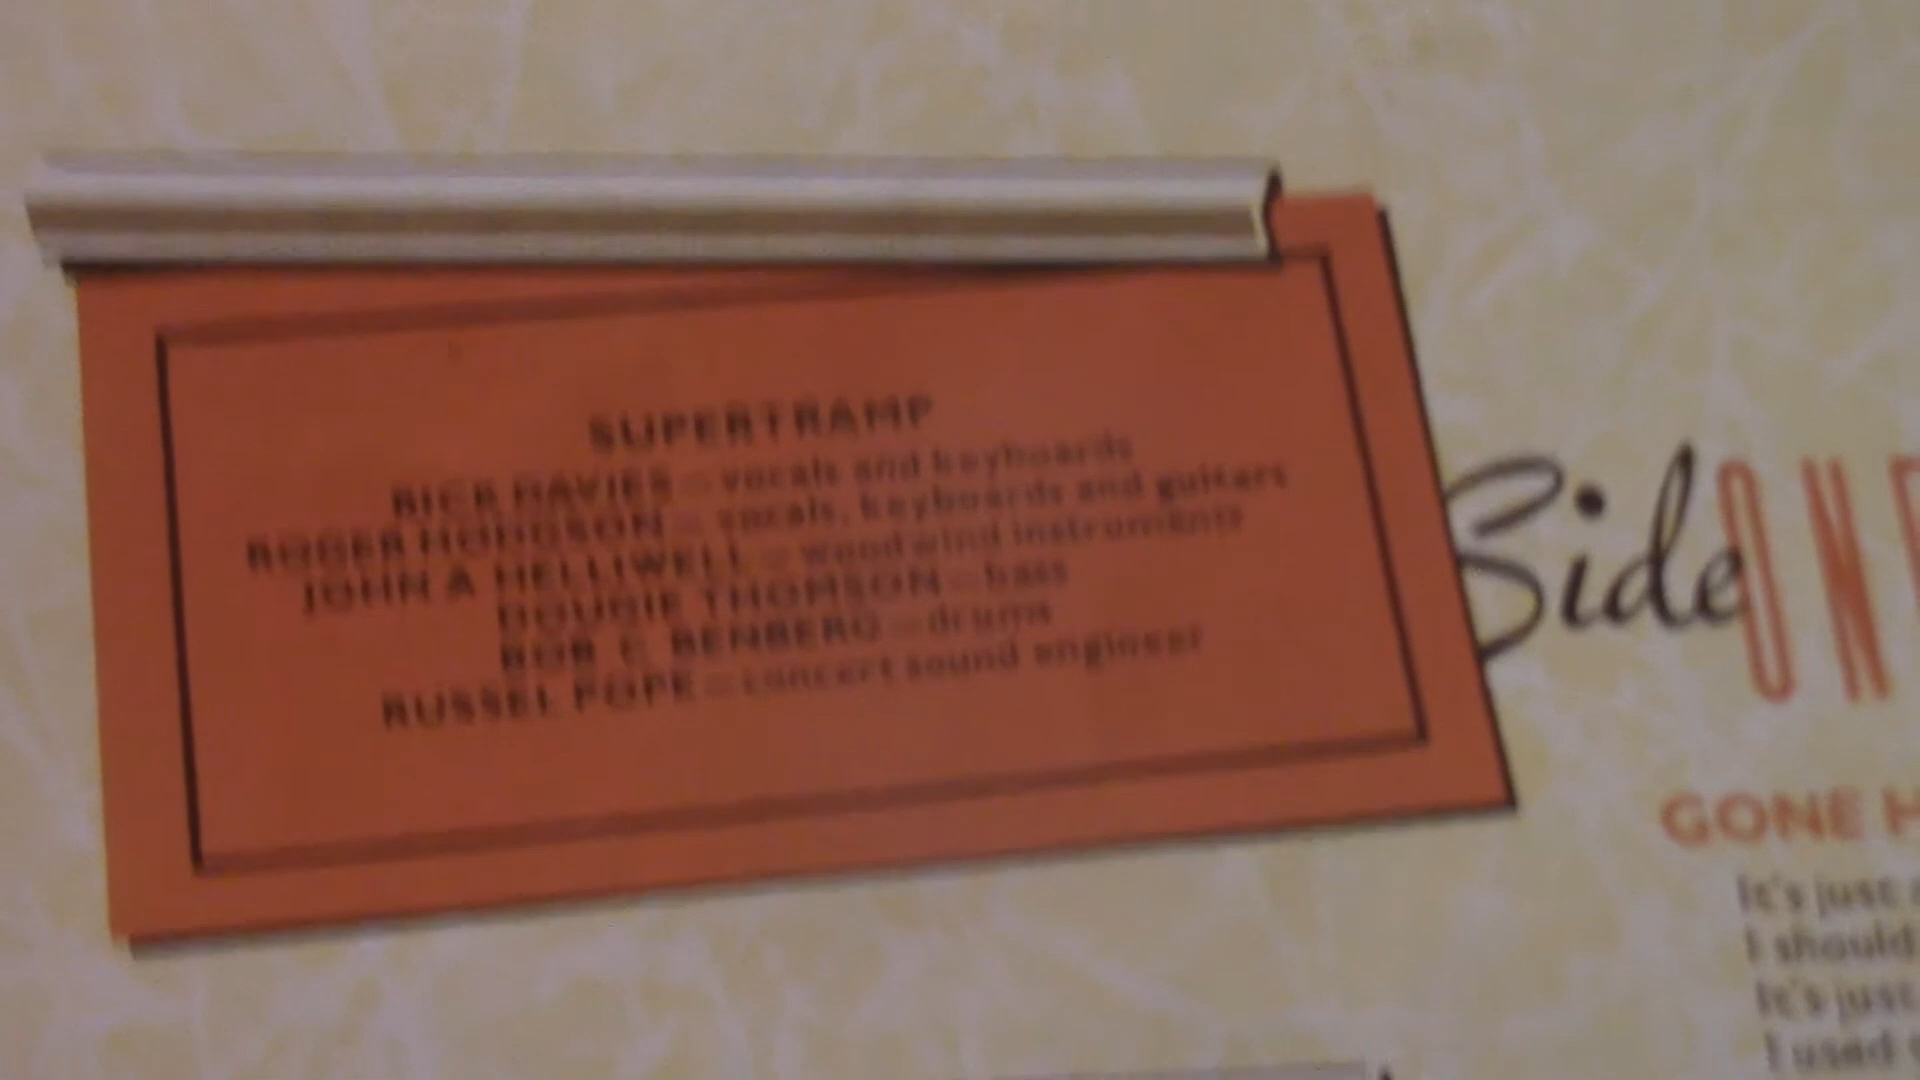 SUPERTRAMP
RICK DAVIES – vocals and keyboards
ROGER HODGSON – vocals, keyboards and guitars
JOHN A HELLIWELL – woodwind instruments
DOUGIE THOMSON – bass
BOB C BENBERG – drums
RUSSEL POPE – concert sound engineer
Side ONE
GONE H
It's just a
I should
It's just
I used